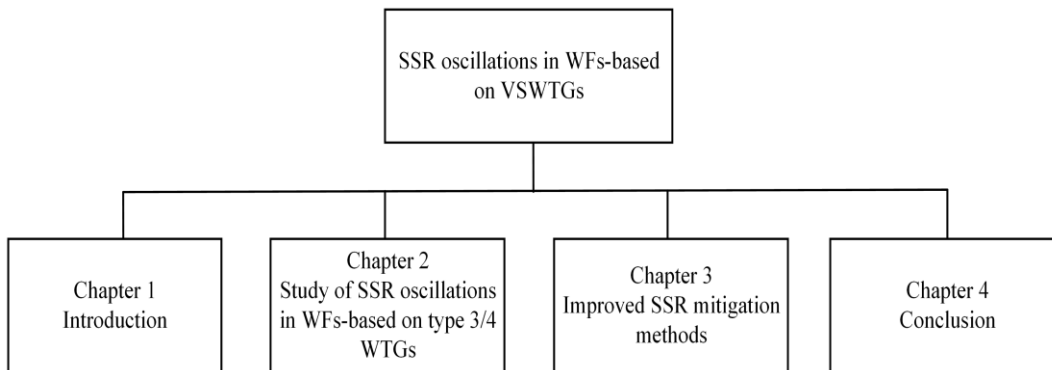 SSR oscillations in WFs-based
on VSWTGs
Chapter 1
Introduction
Chapter 2
Study of SSR oscillations
in WFs-based on type 3/4
WTGs
Chapter 3
Improved SSR mitigation
methods
Chapter 4
Conclusion